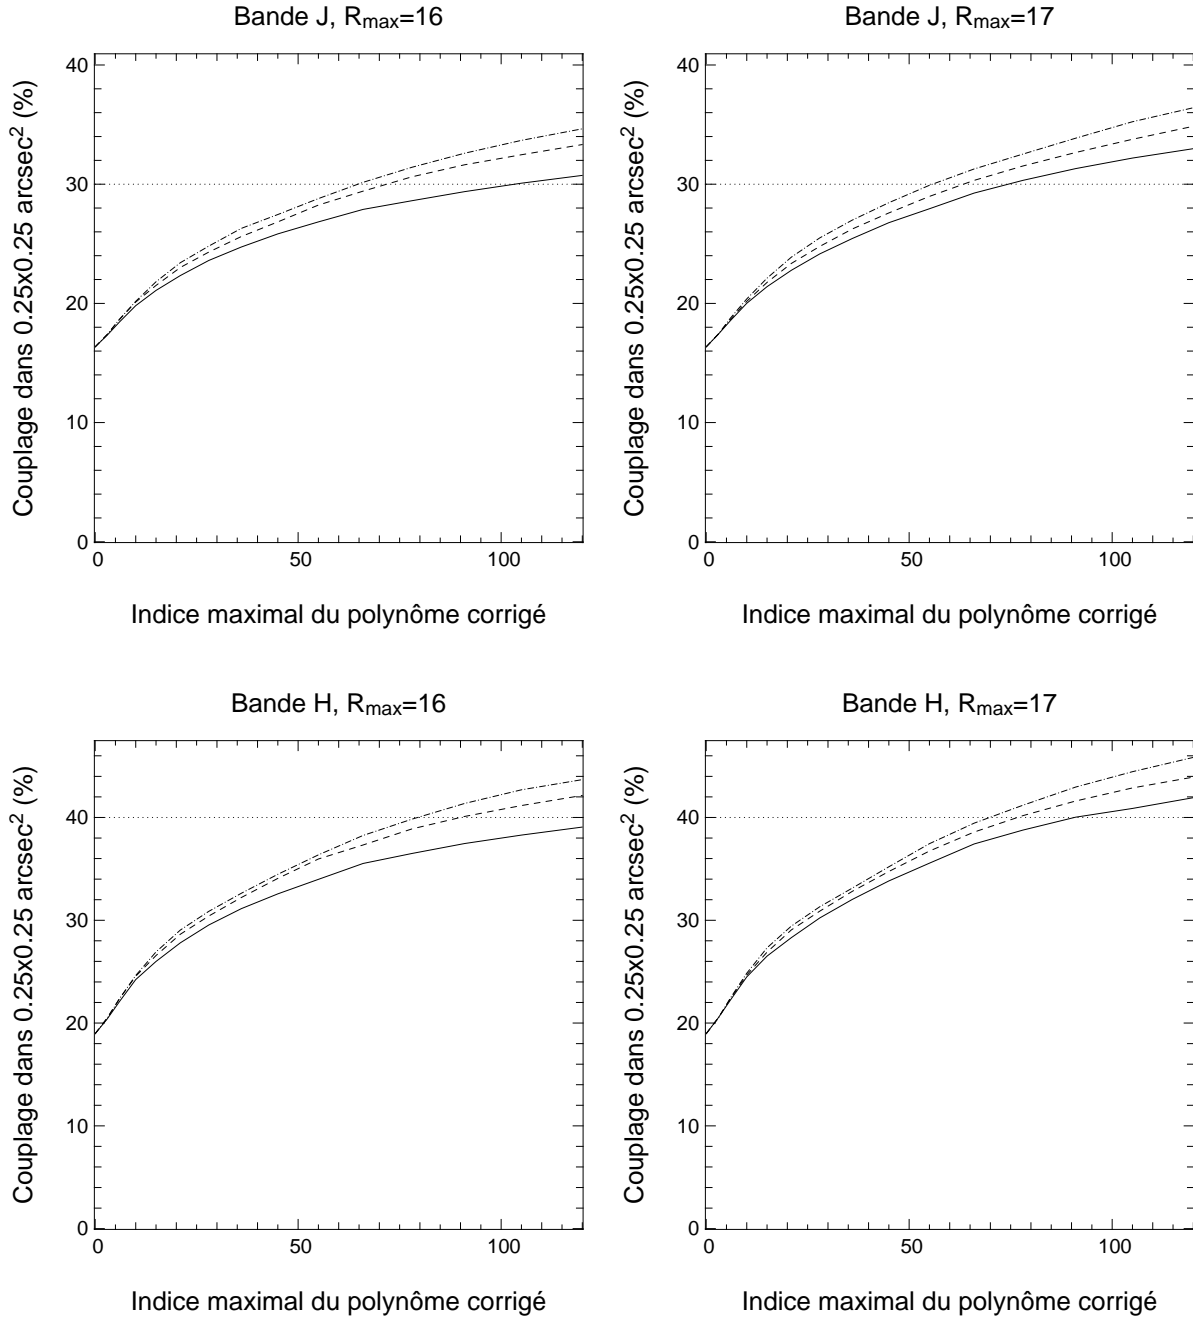 Bande J, Rmax=16
Couplage dans 0.25x0.25 arcsec² (%)
40
30
20
10
0
0 50 100
Indice maximal du polynôme corrigé
Bande J, Rmax=17
Couplage dans 0.25x0.25 arcsec² (%)
40
30
20
10
0
0 50 100
Indice maximal du polynôme corrigé
Bande H, Rmax=16
Couplage dans 0.25x0.25 arcsec² (%)
40
30
20
10
0
0 50 100
Indice maximal du polynôme corrigé
Bande H, Rmax=17
Couplage dans 0.25x0.25 arcsec² (%)
40
30
20
10
0
0 50 100
Indice maximal du polynôme corrigé